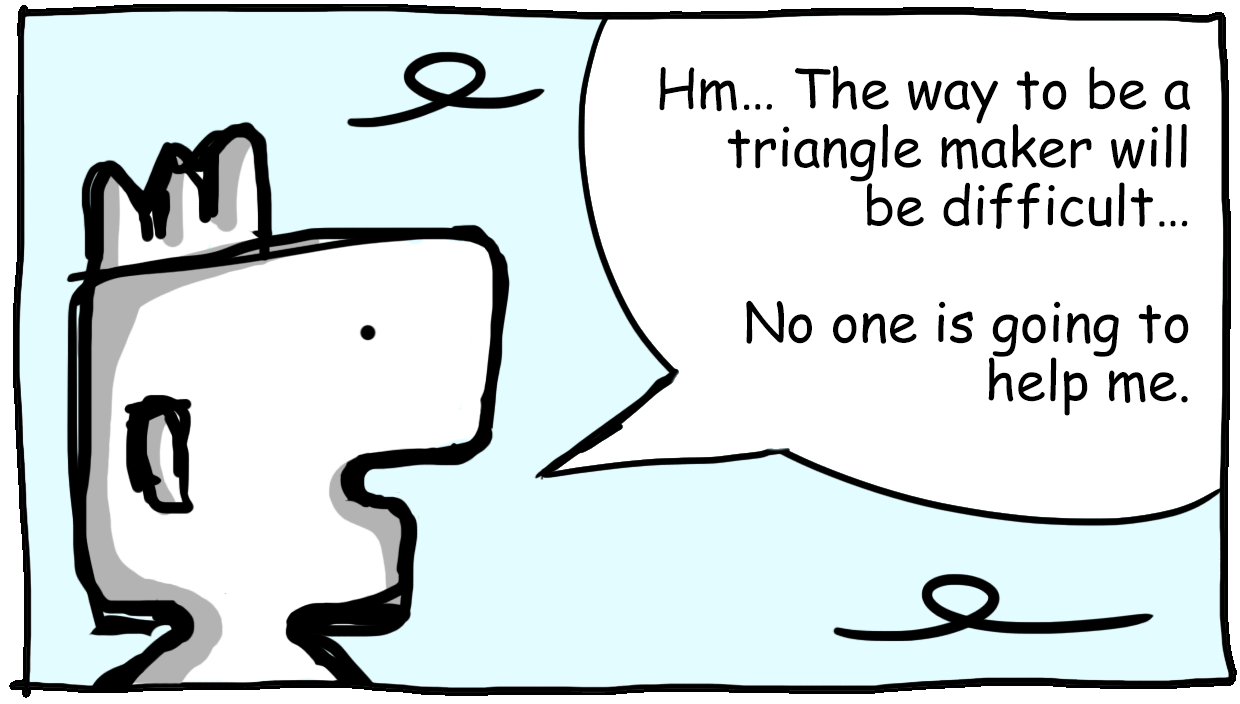 Hm... The way to be a
triangle maker will
be difficult...
No one is going to
help me.